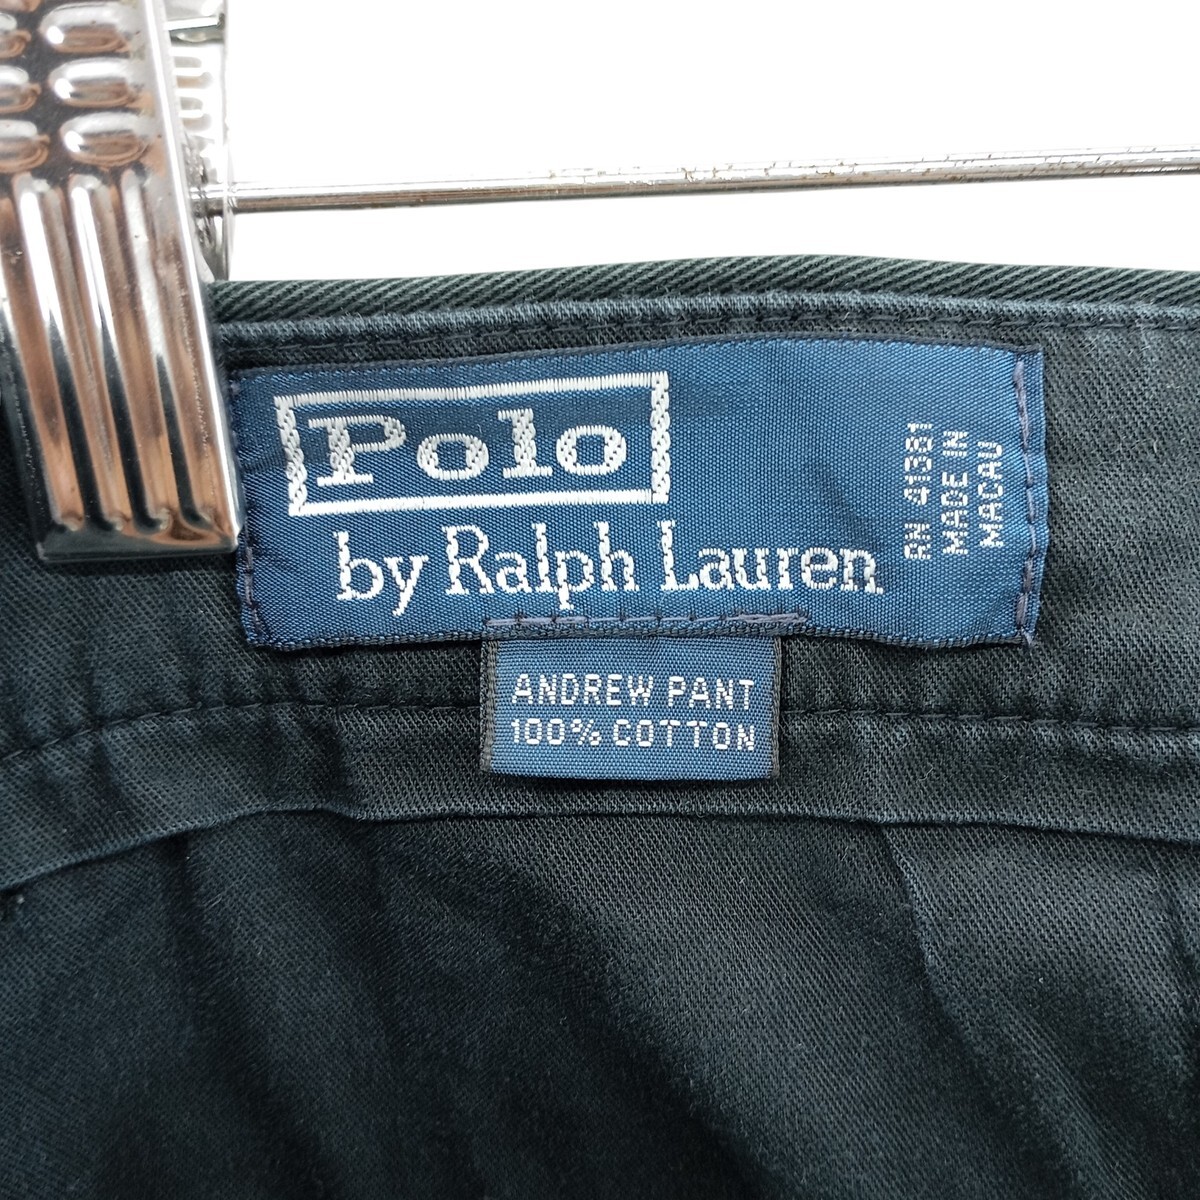 Polo
by Ralph Lauren
RN 41381
MADE IN
MACAU
ANDREW PANT
100% COTTON